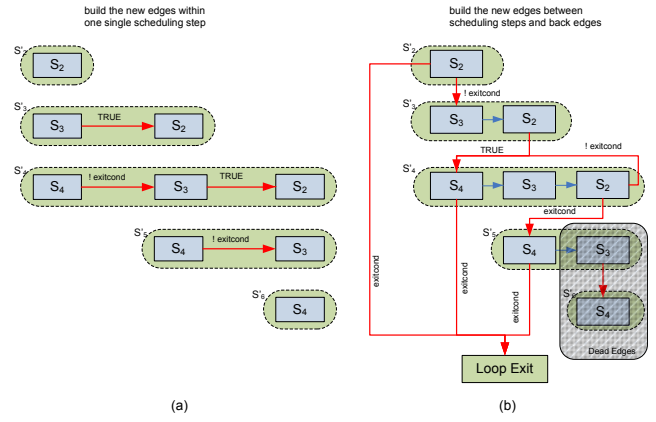 build the new edges within
one single scheduling step
S'2
S2
S'3
S3
TRUE
S2
S'4
S4
! exitcond
S3
TRUE
S2
S'5
S4
! exitcond
S3
S'6
S4
(a)
build the new edges between
scheduling steps and back edges
S'2
S2
! exitcond
S'3
S3
S2
TRUE
! exitcond
S'4
S4
S3
S2
exitcond
S'5
S4
S3
exitcond
exitcond
exitcond
S'6
S4
Dead Edges
Loop Exit
(b)